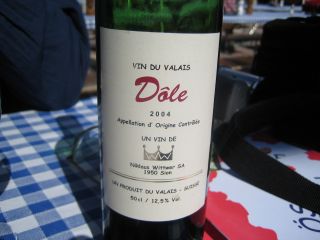 VIN DU VALAIS
Dôle
2004
Appellation d'Origine Contrôlée
UN VIN DE
Nikleus Wittwer SA
1950 Sion
UN PRODUIT DU VALAIS - SUISSE
50cl / 12,5% Vol.